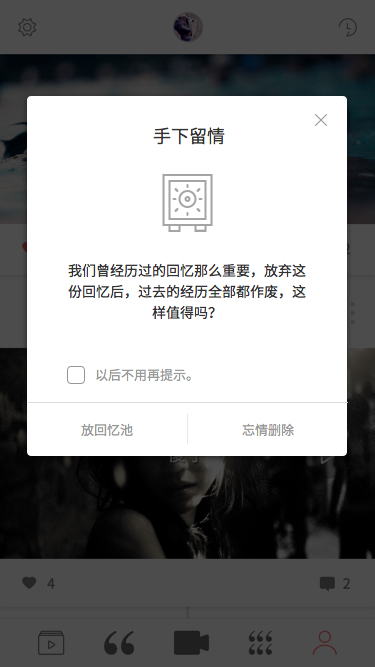 手下留情
我们曾经历过的回忆那么重要，放弃这
份回忆后，过去的经历全部都作废，这
样值得吗?
以后不用再提示。
放回忆池
忘情删除
4
2